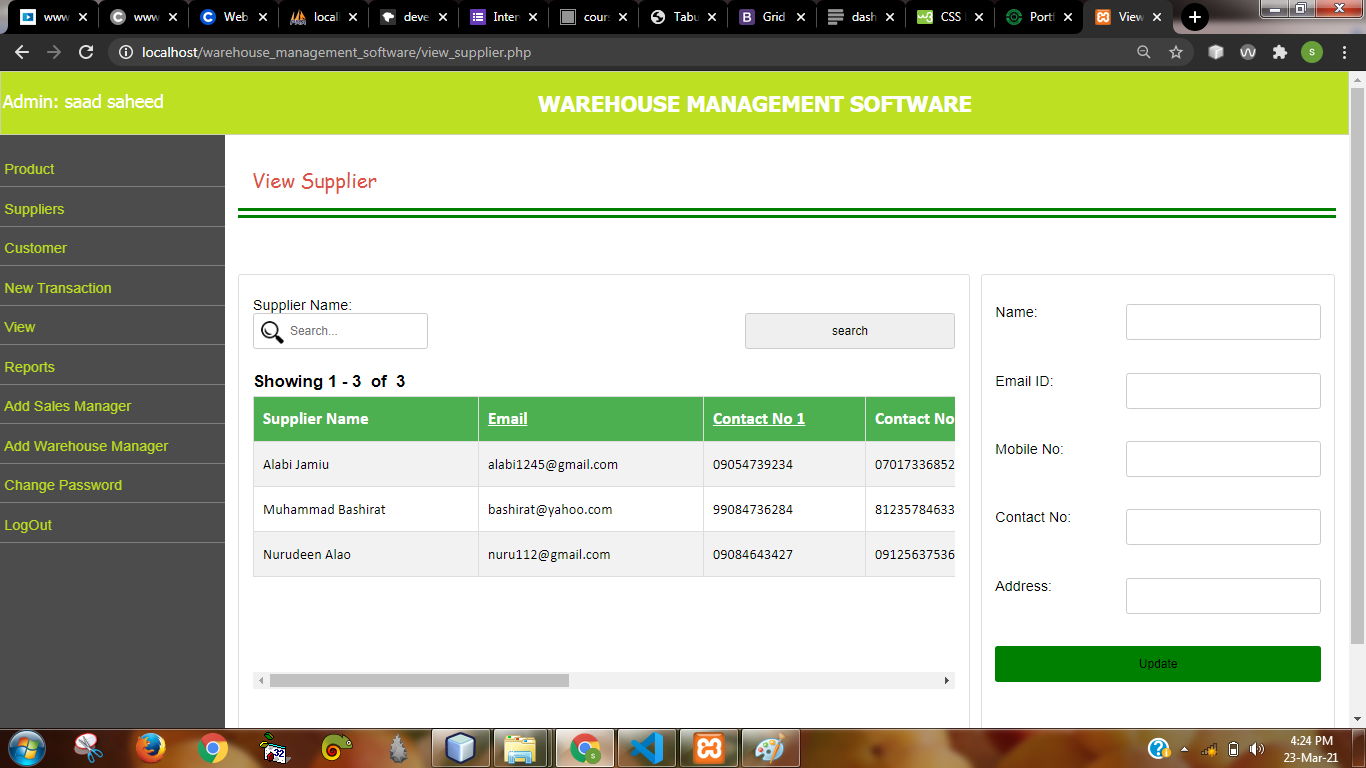 www
www
Web
locall
deve
Inter
cours
Tabu
B Grid
dash
CSS
Portf
View
localhost/warehouse_management_software/view_supplier.php
s
Admin: saad saheed
WAREHOUSE MANAGEMENT SOFTWARE
Product
Suppliers
Customer
New Transaction
View
Reports
Add Sales Manager
Add Warehouse Manager
Change Password
LogOut
View Supplier
Supplier Name:
Search...
search
Showing 1 - 3 of 3
Supplier Name Email Contact No 1 Contact No
Alabi Jamiu alabi1245@gmail.com 09054739234 07017336852
Muhammad Bashirat bashirat@yahoo.com 99084736284 81235784633
Nurudeen Alao nuru112@gmail.com 09084643427 09125637536
Name:
Email ID:
Mobile No:
Contact No:
Address:
Update
4:24 PM
23-Mar-21